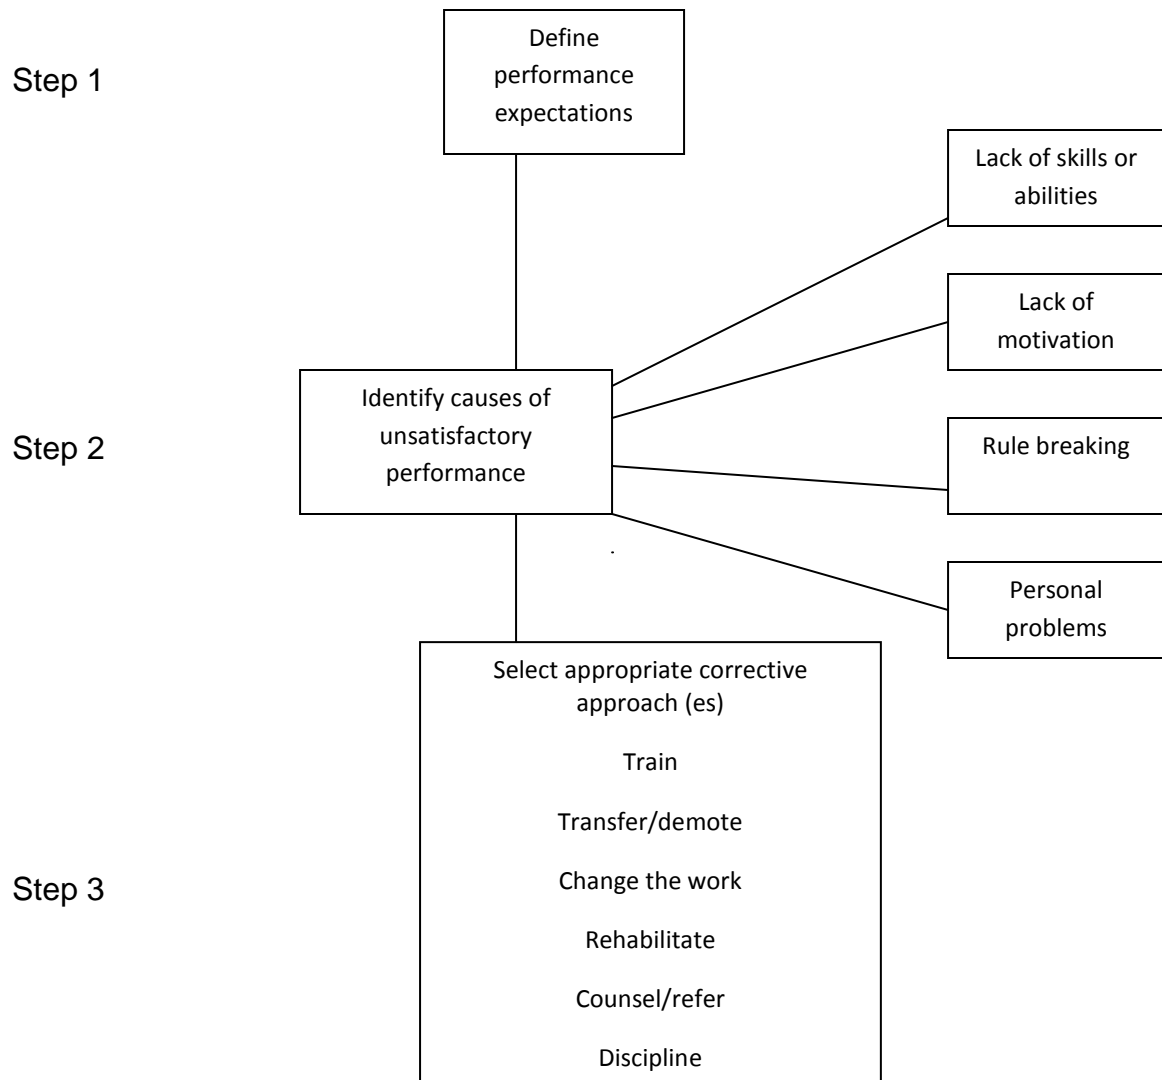 Step 1
Define
performance
expectations
Lack of skills or
abilities
Lack of
motivation
Step 2
Identify causes of
unsatisfactory
performance
Rule breaking
Personal
problems
Step 3
Select appropriate corrective
approach (es)
Train
Transfer/demote
Change the work
Rehabilitate
Counsel/refer
Discipline